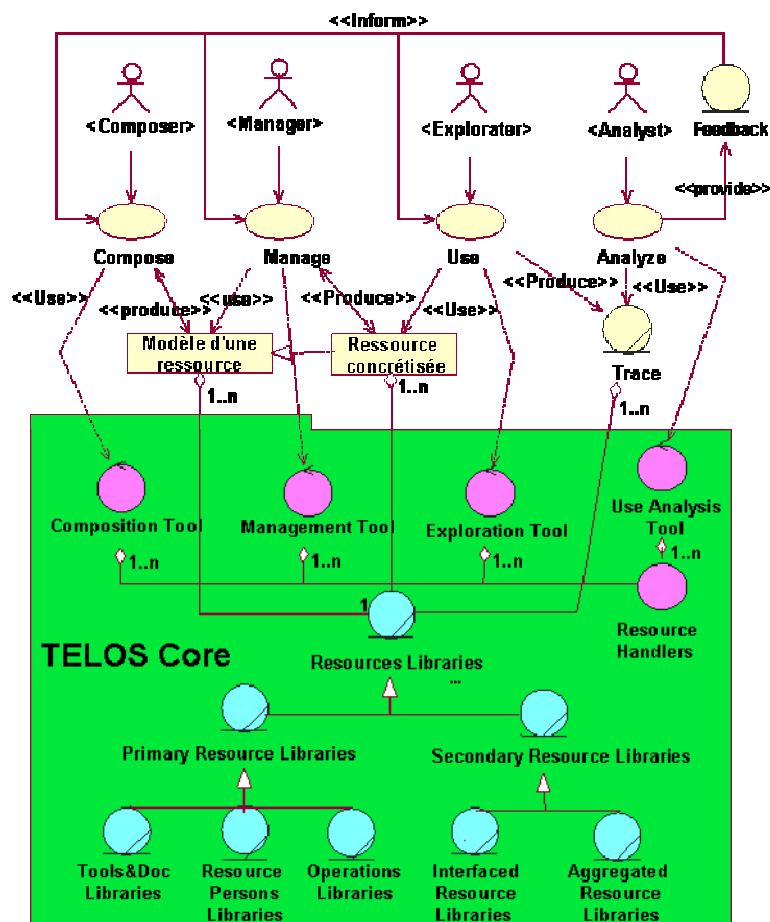 <<Inform>>
<Composer>
<Manager>
<Explorater>
<Analyst>
Feedback
<<provide>>
Compose
Manage
Use
Analyze
<<Use>>
<<produce>>
<<use>>
<<Produce>>
<<Use>>
<<Produce>>
<<Use>>
Modèle d'une
ressource
Ressource
concrétisée
Trace
1..n
1..n
1..n
Composition Tool
Management Tool
Exploration Tool
Use Analysis
Tool
1..n
1..n
1..n
1..n
1
Resource
Handlers
TELOS Core
Resources Libraries
...
Primary Resource Libraries
Secondary Resource Libraries
Tools&Doc
Libraries
Resource
Persons
Libraries
Operations
Libraries
Interfaced
Resource
Libraries
Aggregated
Resource
Libraries